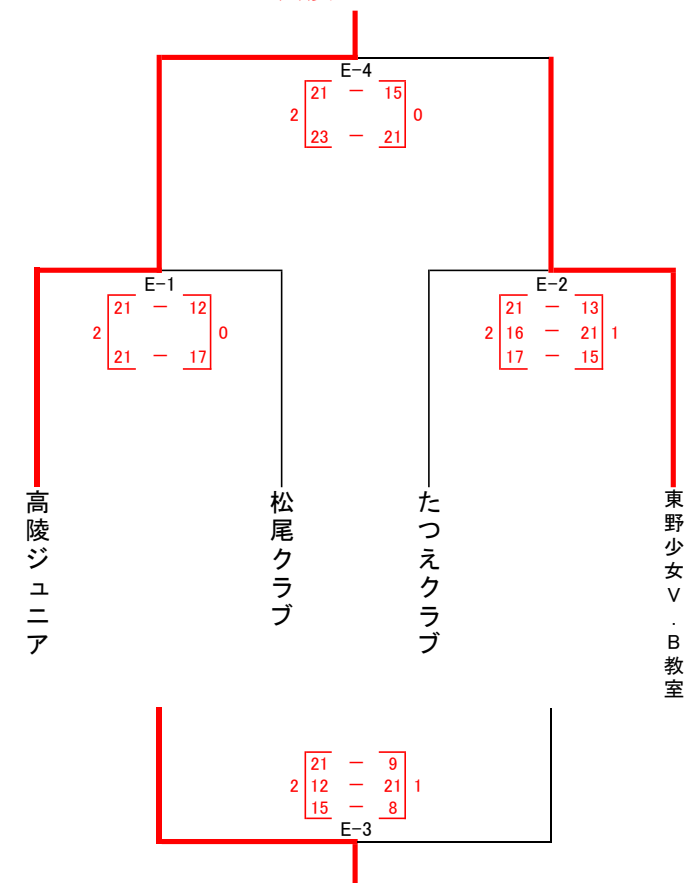 E-4
21 － 15
2 0
23 － 21
E-1
21 － 12
2 0
21 － 17
E-2
21 － 13
2 16 － 21 1
17 － 15
高陵ジュニア
松尾クラブ
たつえクラブ
東野少女V.B教室
21 － 9
2 12 － 21 1
15 － 8
E-3